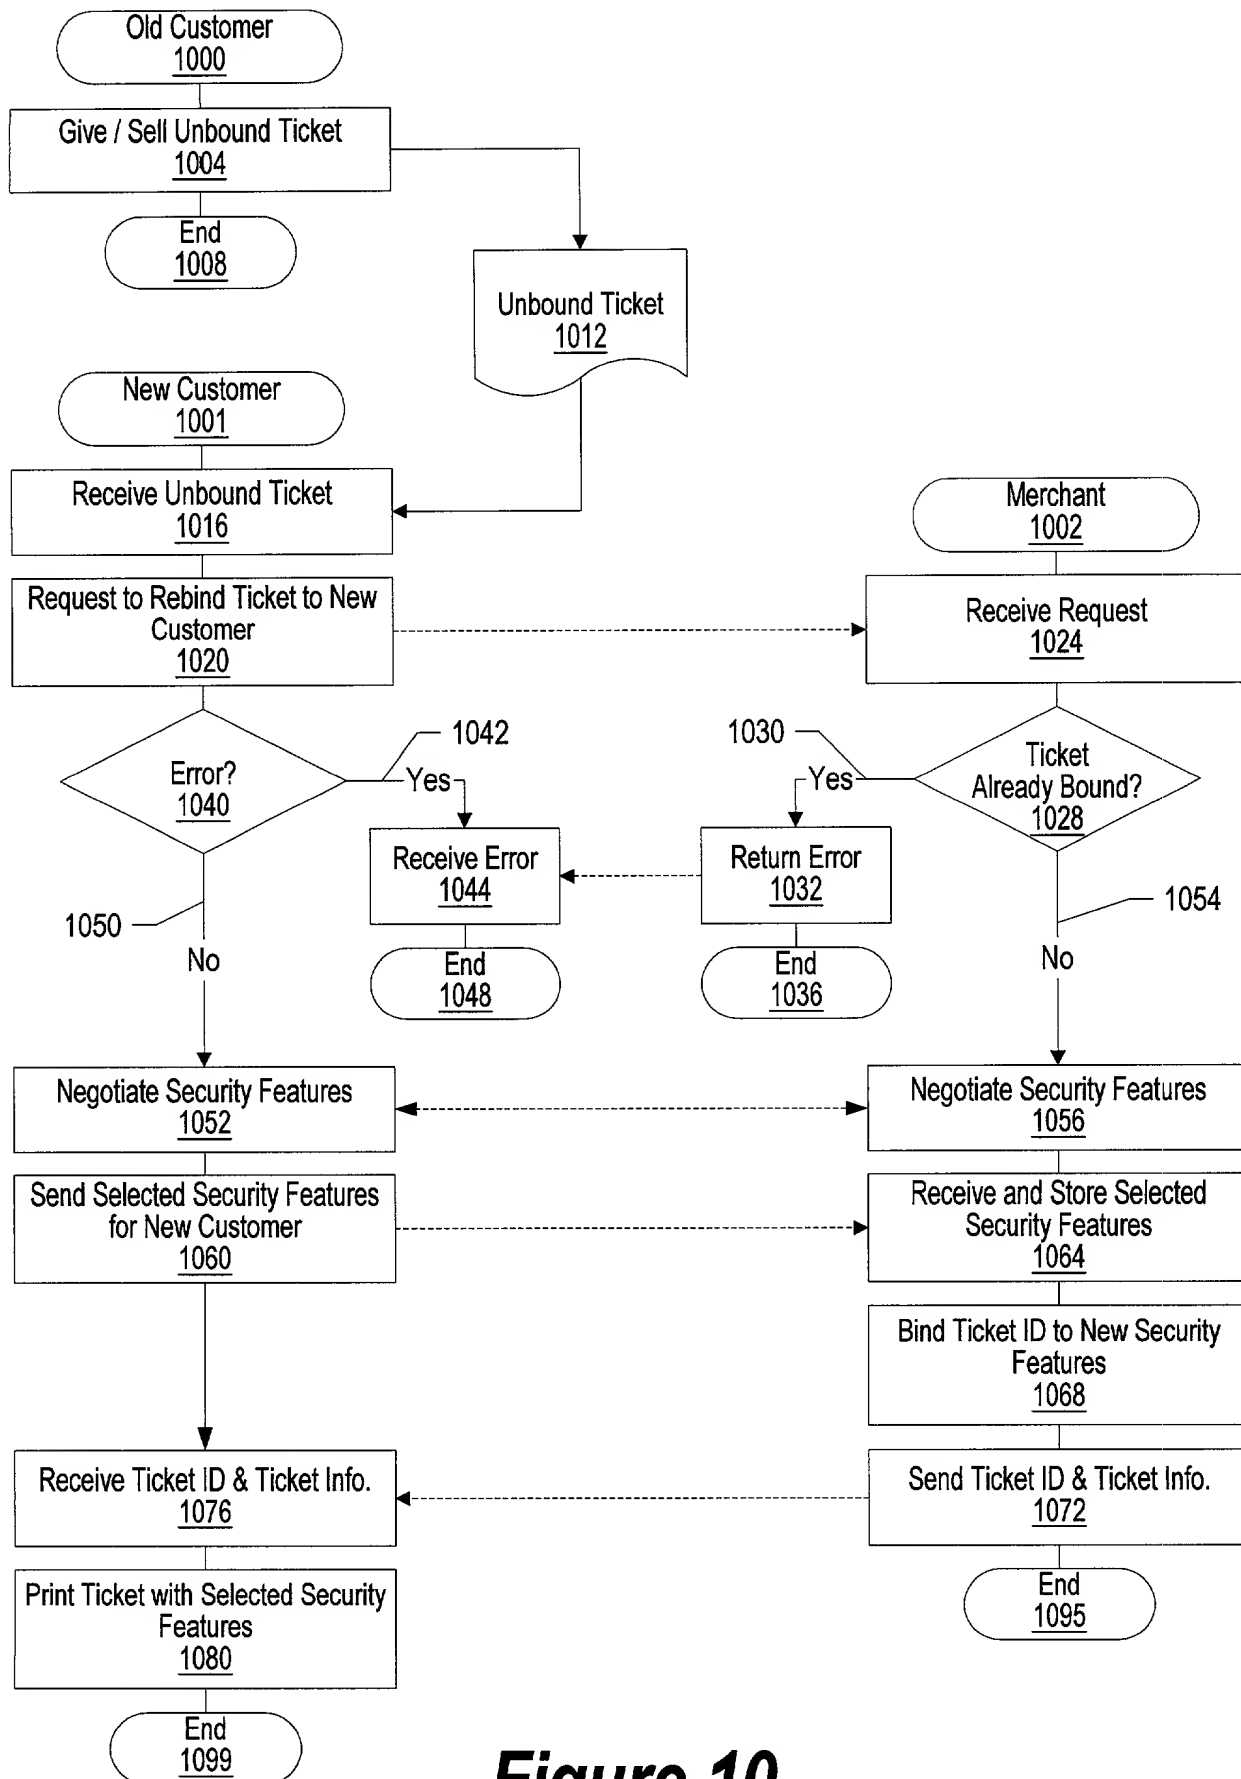 Old Customer
1000
Give / Sell Unbound Ticket
1004
End
1008
Unbound Ticket
1012
New Customer
1001
Receive Unbound Ticket
1016
Merchant
1002
Request to Rebind Ticket to New
Customer
1020
Receive Request
1024
Error?
1040
1042
Yes
1030
Yes
Ticket
Already Bound?
1028
Receive Error
1044
Return Error
1032
1050
No
1054
No
End
1048
End
1036
Negotiate Security Features
1052
Negotiate Security Features
1056
Send Selected Security Features
for New Customer
1060
Receive and Store Selected
Security Features
1064
Bind Ticket ID to New Security
Features
1068
Receive Ticket ID & Ticket Info.
1076
Send Ticket ID & Ticket Info.
1072
Print Ticket with Selected Security
Features
1080
End
1095
End
1099
Figure 10